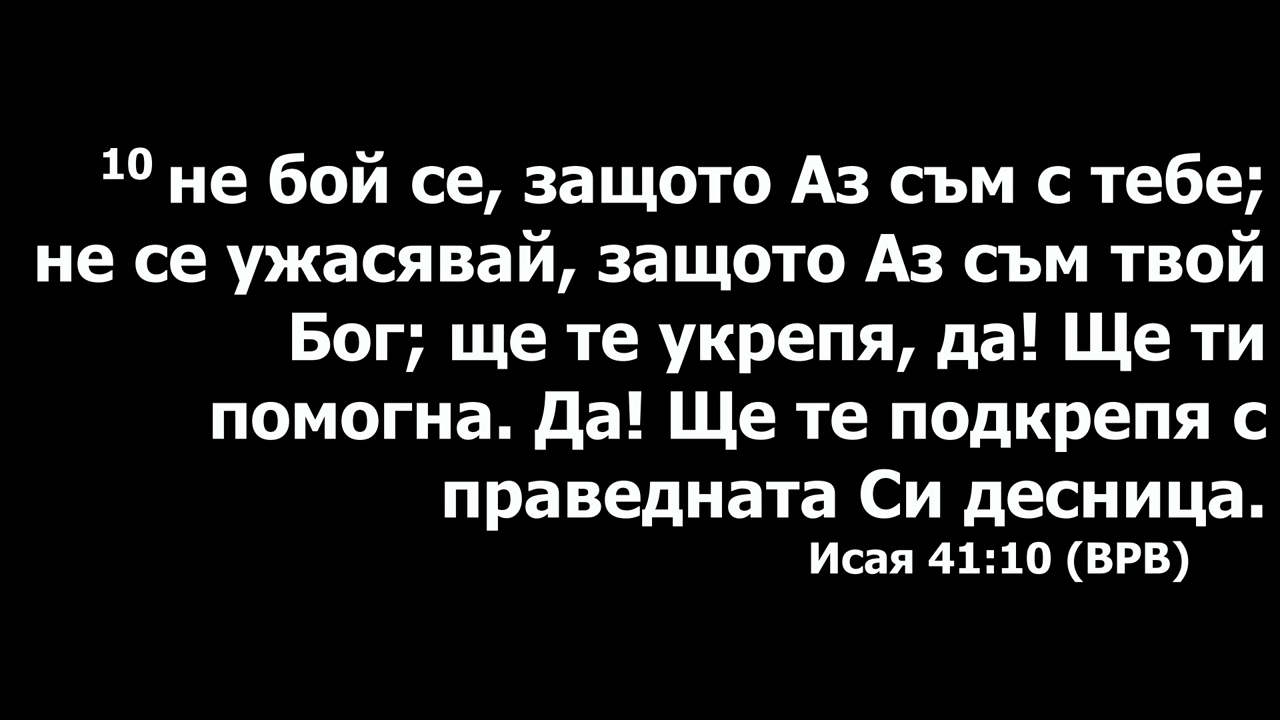 10 не бой се, защото Аз съм с тебе;
не се ужасявай, защото Аз съм твой
Бог; ще те укрепя, да! Ще ти
помогна. Да! Ще те подкрепя с
праведната Си десница.
Исая 41:10 (ВРВ)